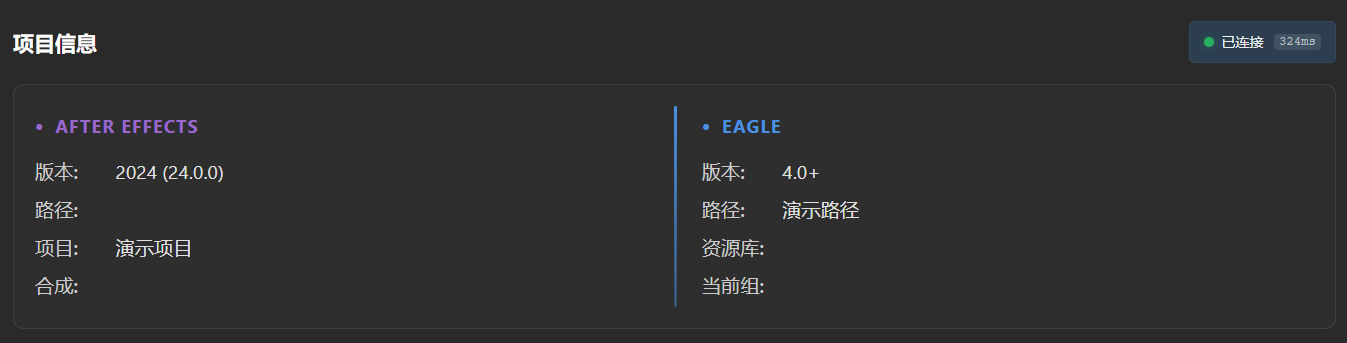 项目信息
已连接 324ms
• AFTER EFFECTS
版本: 2024 (24.0.0)
路径:
项目: 演示项目
合成:
• EAGLE
版本: 4.0+
路径: 演示路径
资源库:
当前组: